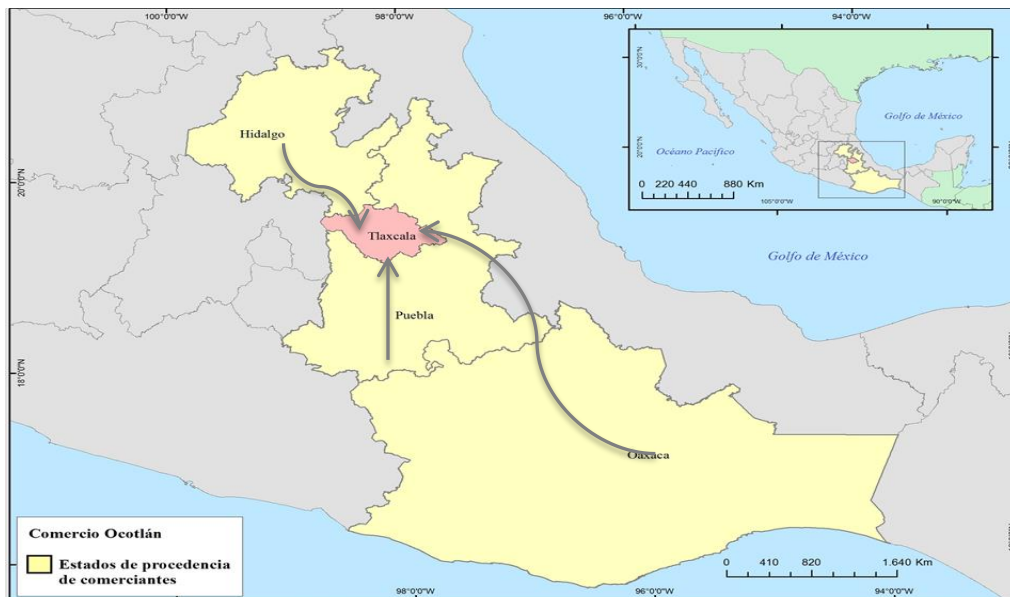 100°0'0"W 98°0'0"W 96°0'0"W 94°0'0"W
30°0'0"N
Golfo de México
20°0'0"N
Océano Pacífico
0 220 440 880 Km
105°0'0"W 90°0'0"W
Hidalgo
20°0'0"N
Tlaxcala
Golfo de México
Puebla
18°0'0"N
Oaxaca
Comercio Ocotlán
Estados de procedencia
de comerciantes
0 410 820 1.640 Km
98°0'0"W 96°0'0"W 94°0'0"W